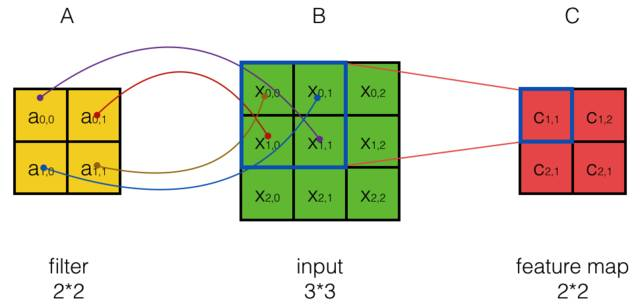 A B C
a0,0 a0,1 x0,0 x0,1 x0,2 c1,1 c1,2
a1,0 a1,1 x1,0 x1,1 x1,2 c2,1 c2,2
x2,0 x2,1 x2,2
filter input feature map
2*2 3*3 2*2